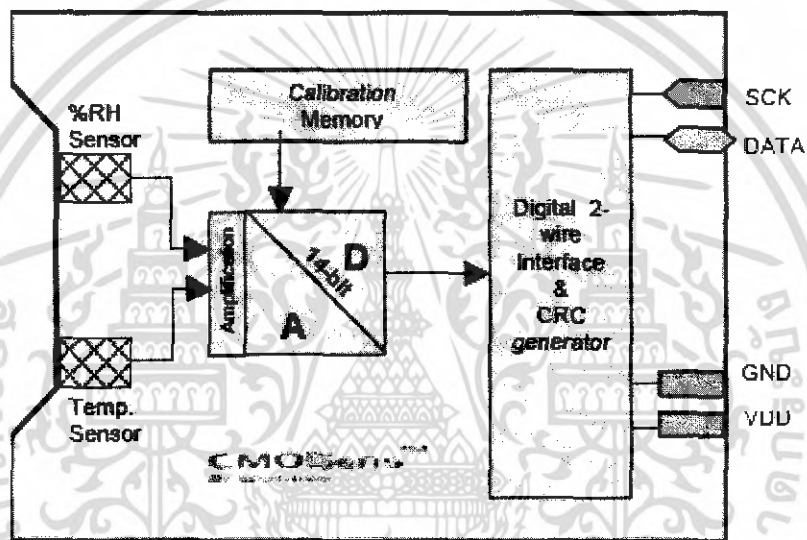 %RH
Sensor
Calibration
Memory
SCK
DATA
Amplification
14-bit
D
A
Digital 2-
wire
Interface
&
CRC
generator
Temp.
Sensor
GND
VDD
CMOSens™